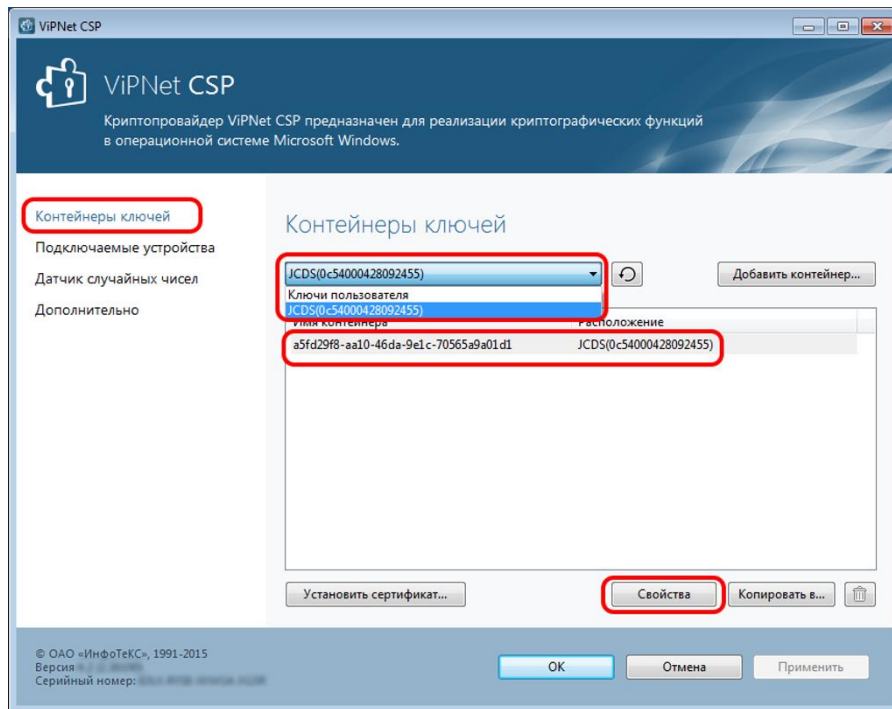 ViPNet CSP
ViPNet CSP
Криптопровайдер ViPNet CSP предназначен для реализации криптографических функций
в операционной системе Microsoft Windows.
Контейнеры ключей
Подключаемые устройства
Датчик случайных чисел
Дополнительно
Контейнеры ключей
JCDS(0c54000428092455)
Добавить контейнер...
Ключи пользователя
JCDS(0c54000428092455)
Имя контейнера Расположение
a5fd29f8-aa10-46da-9e1c-70565a9a01d1 JCDS(0c54000428092455)
Установить сертификат...
Свойства
Копировать в...
© ОАО «ИнфоТеКС», 1991-2015
Версия
Серийный номер:
OK
Отмена
Применить